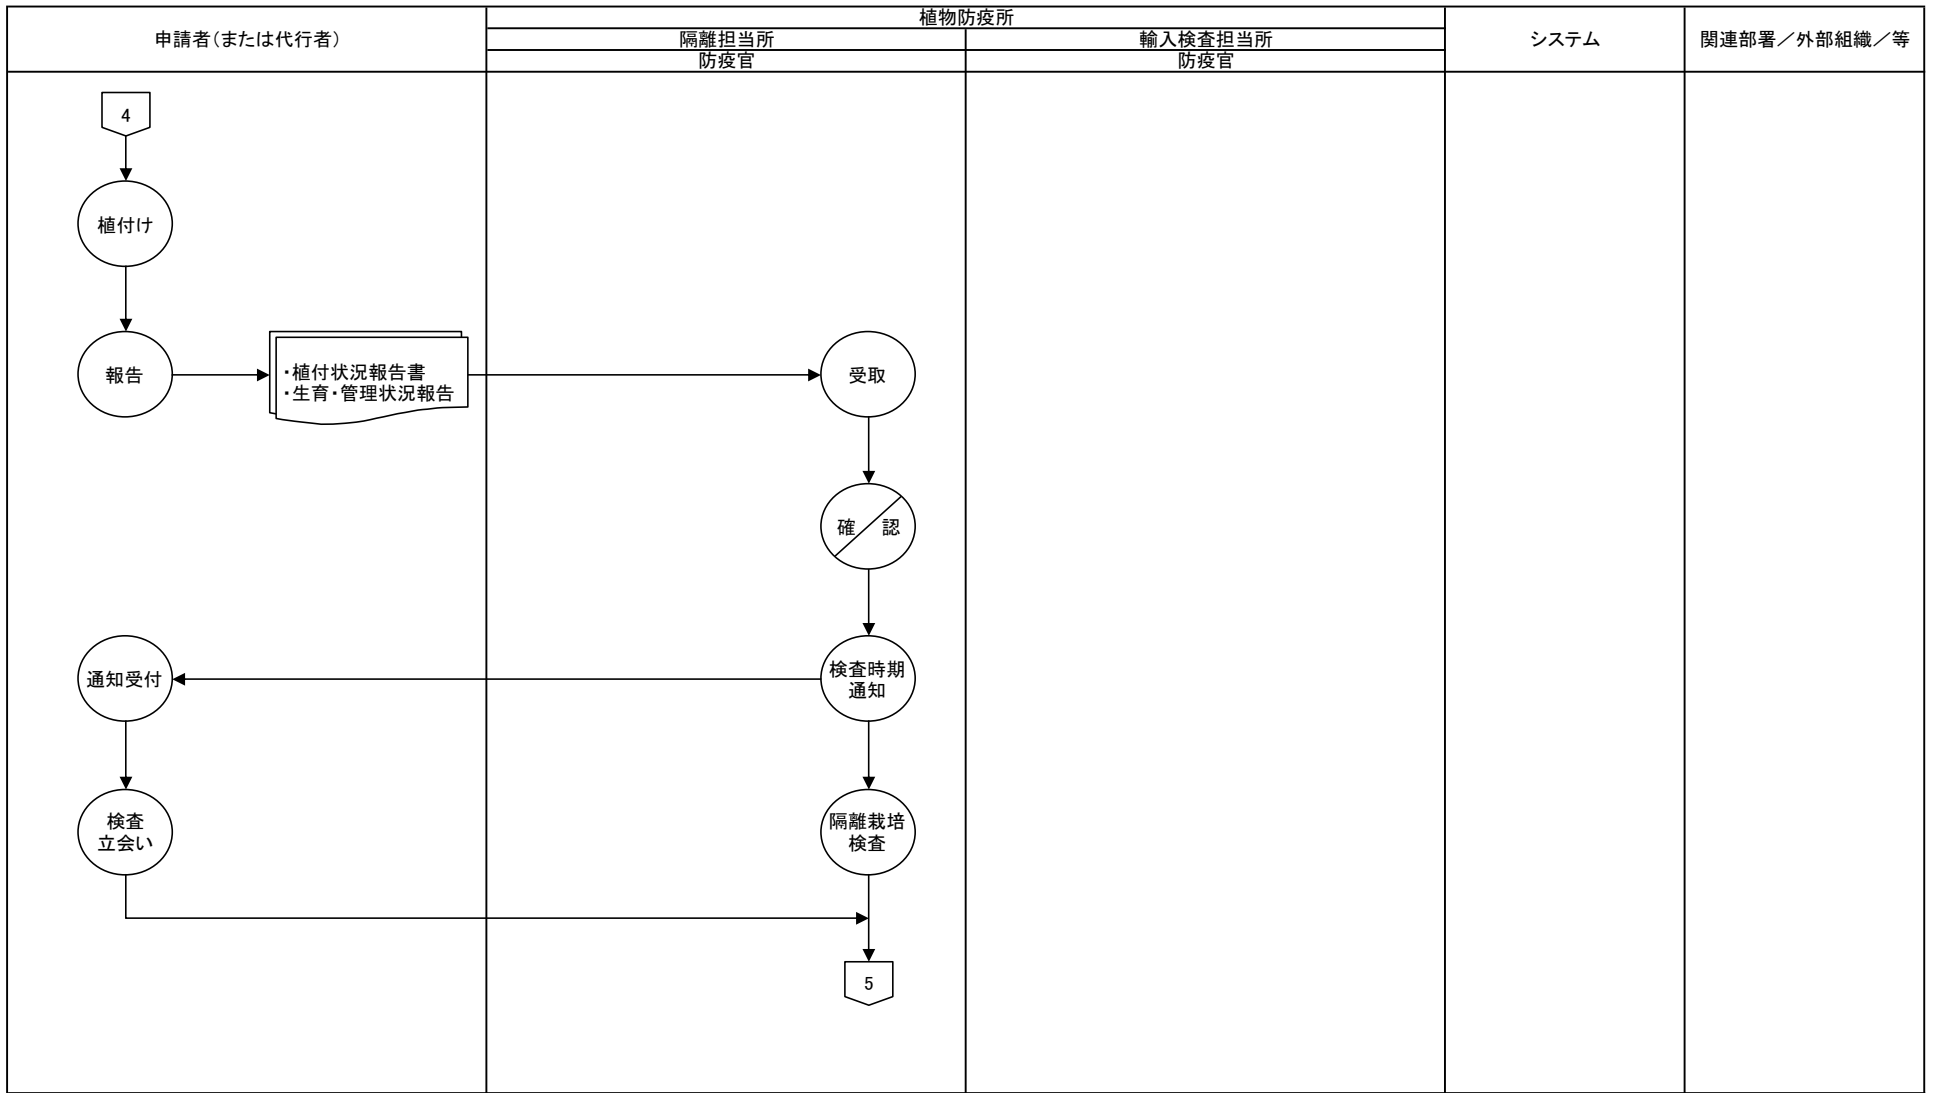 植物防疫所
申請者(または代行者)
隔離担当所
輸入検査担当所
システム
関連部署／外部組織／等
防疫官
防疫官
4
植付け
報告
・植付状況報告書
・生育・管理状況報告
受取
確 認
通知受付
検査時期
通知
検査
立会い
隔離栽培
検査
5